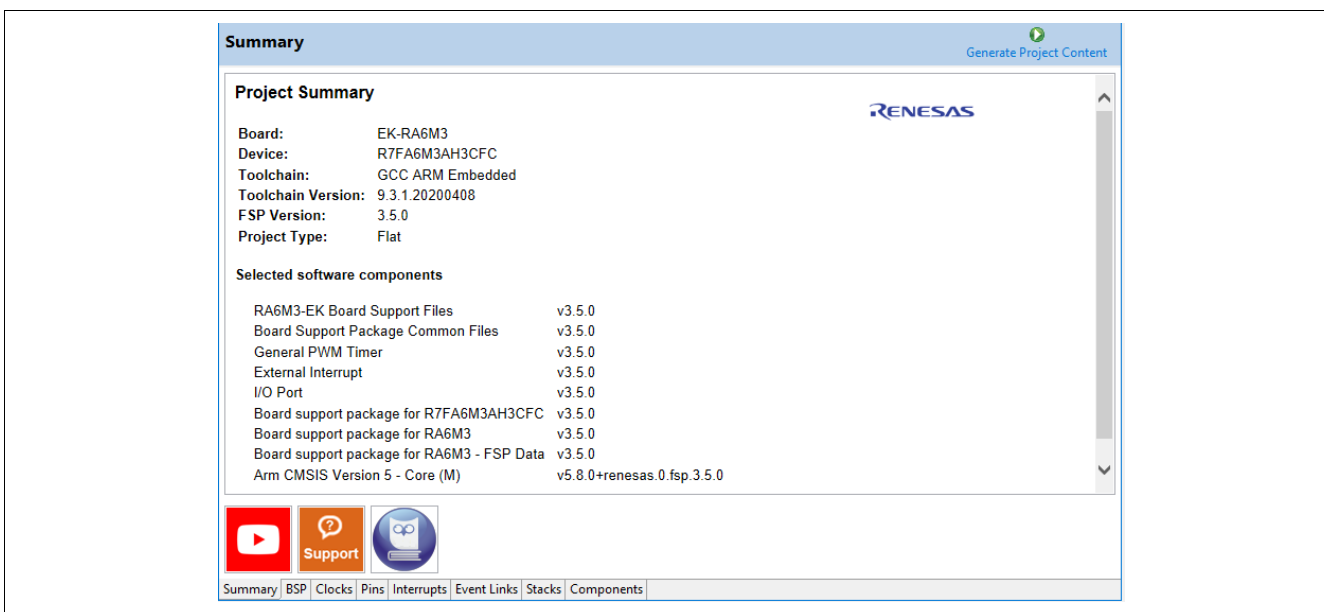 Summary
Generate Project Content
Project Summary
RENESAS
Board: EK-RA6M3
Device: R7FA6M3AH3CFC
Toolchain: GCC ARM Embedded
Toolchain Version: 9.3.1.20200408
FSP Version: 3.5.0
Project Type: Flat
Selected software components
RA6M3-EK Board Support Files v3.5.0
Board Support Package Common Files v3.5.0
General PWM Timer v3.5.0
External Interrupt v3.5.0
I/O Port v3.5.0
Board support package for R7FA6M3AH3CFC v3.5.0
Board support package for RA6M3 v3.5.0
Board support package for RA6M3 - FSP Data v3.5.0
Arm CMSIS Version 5 - Core (M) v5.8.0+renesas.0.fsp.3.5.0
Support
Summary BSP Clocks Pins Interrupts Event Links Stacks Components